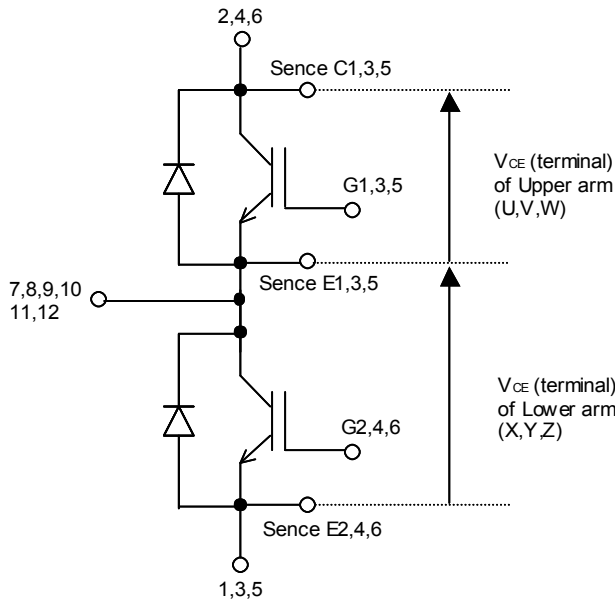 2,4,6
Sence C1,3,5
VCE (terminal)
of Upper arm
(U,V,W)
G1,3,5
Sence E1,3,5
7,8,9,10
11,12
VCE (terminal)
of Lower arm
(X,Y,Z)
G2,4,6
Sence E2,4,6
1,3,5